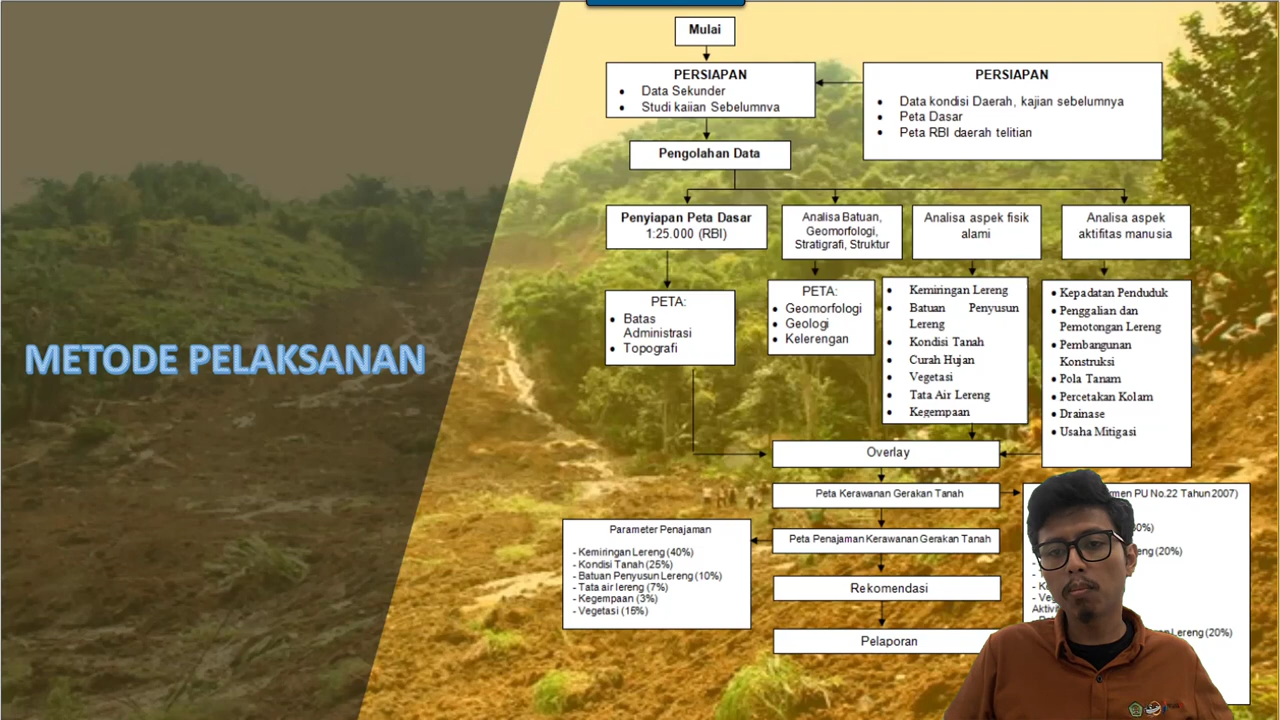 METODE PELAKSANAN
Mulai
PERSIAPAN
• Data Sekunder
• Studi kaiian Sebelumnva
PERSIAPAN
• Data kondisi Daerah, kajian sebelumnya
• Peta Dasar
• Peta RBI daerah telitian
Pengolahan Data
Penyiapan Peta Dasar
1:25.000 (RBI)
Analisa Batuan,
Geomorfologi,
Stratigrafi, Struktur
Analisa aspek fisik
alami
Analisa aspek
aktifitas manusia
PETA:
• Batas
Administrasi
• Topografi
PETA:
• Geomorfologi
• Geologi
• Kelerengan
• Kemiringan Lereng
• Batuan Penyusun
Lereng
• Kondisi Tanah
• Curah Hujan
• Vegetasi
• Tata Air Lereng
• Kegempaan
• Kepadatan Penduduk
• Penggalian dan
Pemotongan Lereng
• Pembangunan
Konstruksi
• Pola Tanam
• Percetakan Kolam
• Drainase
• Usaha Mitigasi
Overlay
Peta Kerawanan Gerakan Tanah
Peta Penajaman Kerawanan Gerakan Tanah
Rekomendasi
Pelaporan
Parameter Penajaman
- Kemiringan Lereng (40%)
- Kondisi Tanah (25%)
- Batuan Penyusun Lereng (10%)
- Tata air lereng (7%)
- Kegempaan (3%)
- Vegetasi (15%)
PU No.22 Tahun 2007)
(20%)
Lereng (20%)